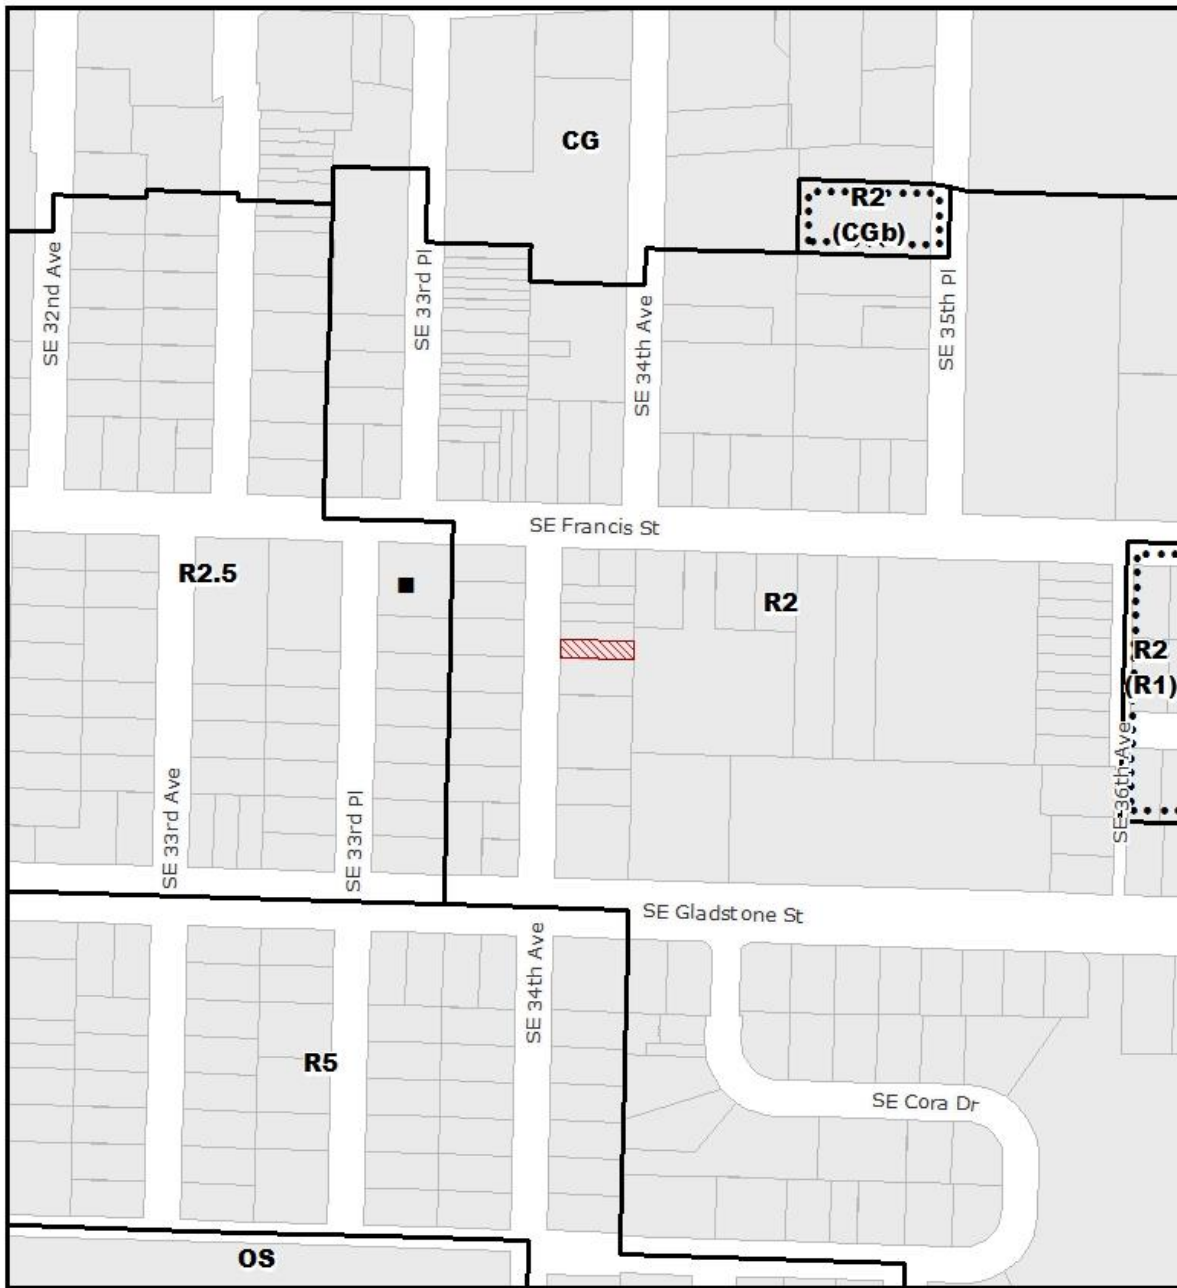 CG
R2
(CGb)
SE 32nd Ave
SE 33rd Pl
SE 34th Ave
SE 35th Pl
SE Francis St
R2.5
R2
R2
(R1)
SE 33rd Ave
SE 33rd Pl
SE 36th Ave
SE Gladstone St
SE 34th Ave
R5
SE Cora Dr
OS